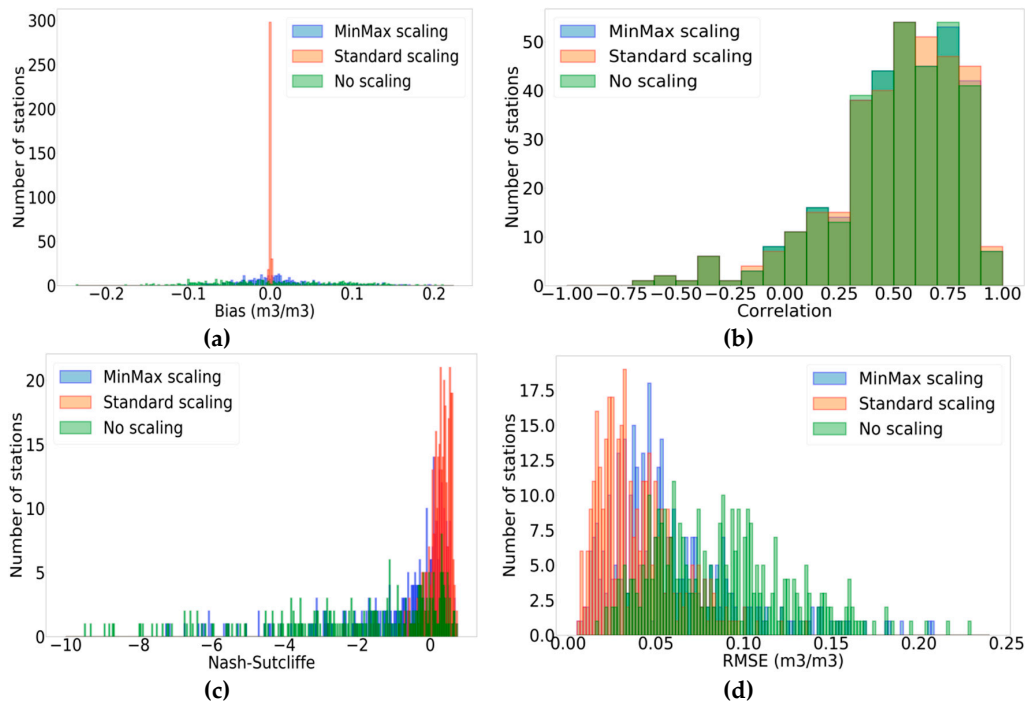 300
250
200
150
100
50
0
Number of stations
MinMax scaling
Standard scaling
No scaling
−0.2 −0.1 0.0 0.1 0.2
Bias (m3/m3)
(a)
50
40
30
20
10
0
Number of stations
MinMax scaling
Standard scaling
No scaling
−1.00 −0.75 −0.50 −0.25 0.00 0.25 0.50 0.75 1.00
Correlation
(b)
20
15
10
5
0
Number of stations
MinMax scaling
Standard scaling
No scaling
−10 −8 −6 −4 −2 0
Nash-Sutcliffe
(c)
17.5
15.0
12.5
10.0
7.5
5.0
2.5
0.0
Number of stations
MinMax scaling
Standard scaling
No scaling
0.00 0.05 0.10 0.15 0.20 0.25
RMSE (m3/m3)
(d)